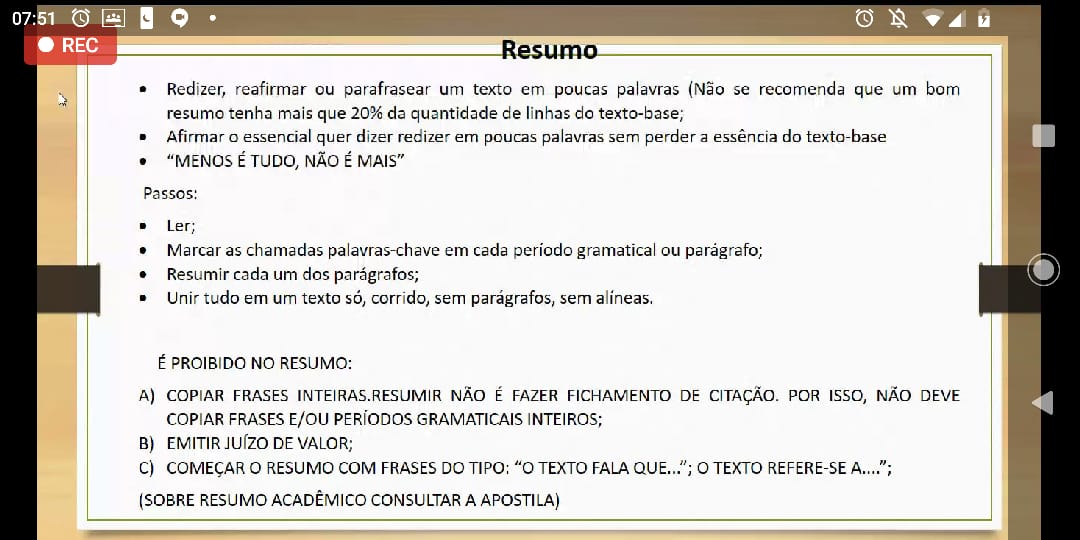 07:51
REC
Resumo
• Redizer, reafirmar ou parafrasear um texto em poucas palavras (Não se recomenda que um bom
resumo tenha mais que 20% da quantidade de linhas do texto-base;
• Afirmar o essencial quer dizer redizer em poucas palavras sem perder a essência do texto-base
• “MENOS É TUDO, NÃO É MAIS”
Passos:
• Ler;
• Marcar as chamadas palavras-chave em cada período gramatical ou parágrafo;
• Resumir cada um dos parágrafos;
• Unir tudo em um texto só, corrido, sem parágrafos, sem alíneas.
É PROIBIDO NO RESUMO:
A) COPIAR FRASES INTEIRAS.RESUMIR NÃO É FAZER FICHAMENTO DE CITAÇÃO. POR ISSO, NÃO DEVE
COPIAR FRASES E/OU PERÍODOS GRAMATICAIS INTEIROS;
B) EMITIR JUÍZO DE VALOR;
C) COMEÇAR O RESUMO COM FRASES DO TIPO: “O TEXTO FALA QUE...”; O TEXTO REFERE-SE A....”;
(SOBRE RESUMO ACADÊMICO CONSULTAR A APOSTILA)